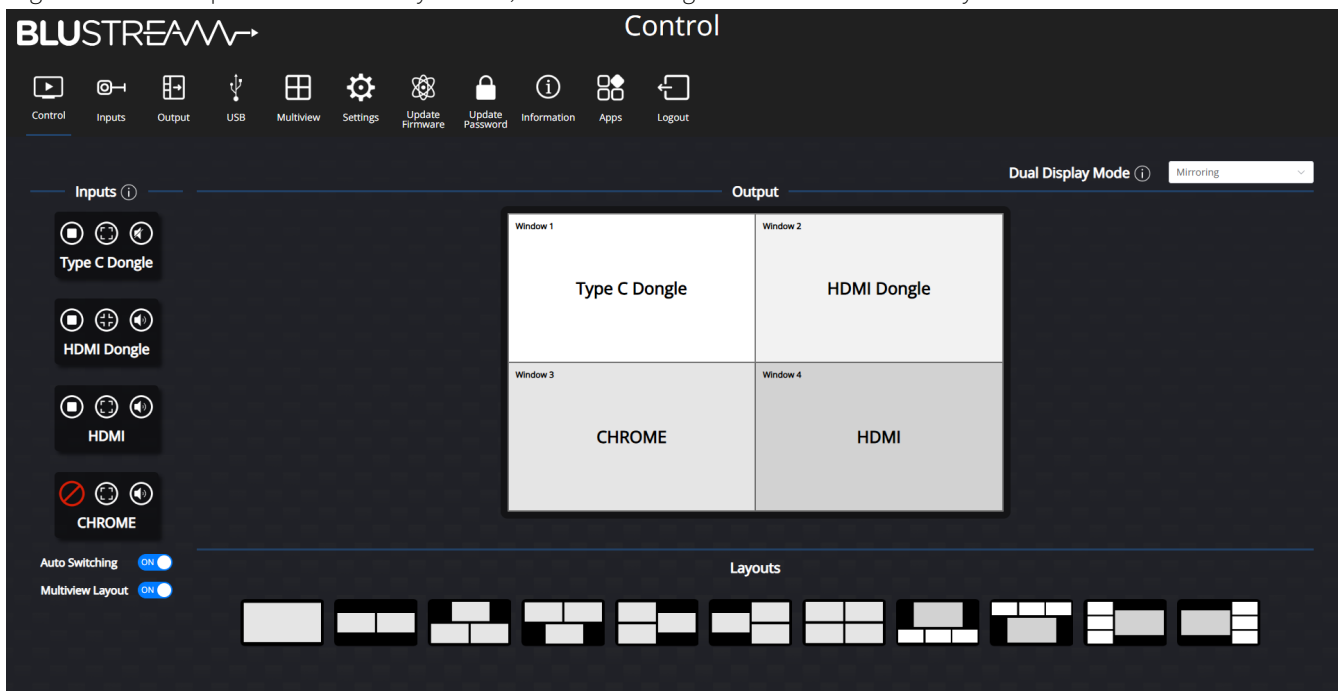 BLUSTREAM
Control
Control
Inputs
Output
USB
Multiview
Settings
Update
Firmware
Update
Password
Information
Apps
Logout
Dual Display Mode
Mirroring
Inputs
Output
Type C Dongle
HDMI Dongle
HDMI
CHROME
Window 1
Type C Dongle
Window 2
HDMI Dongle
Window 3
CHROME
Window 4
HDMI
Auto Switching ON
Multiview Layout ON
Layouts